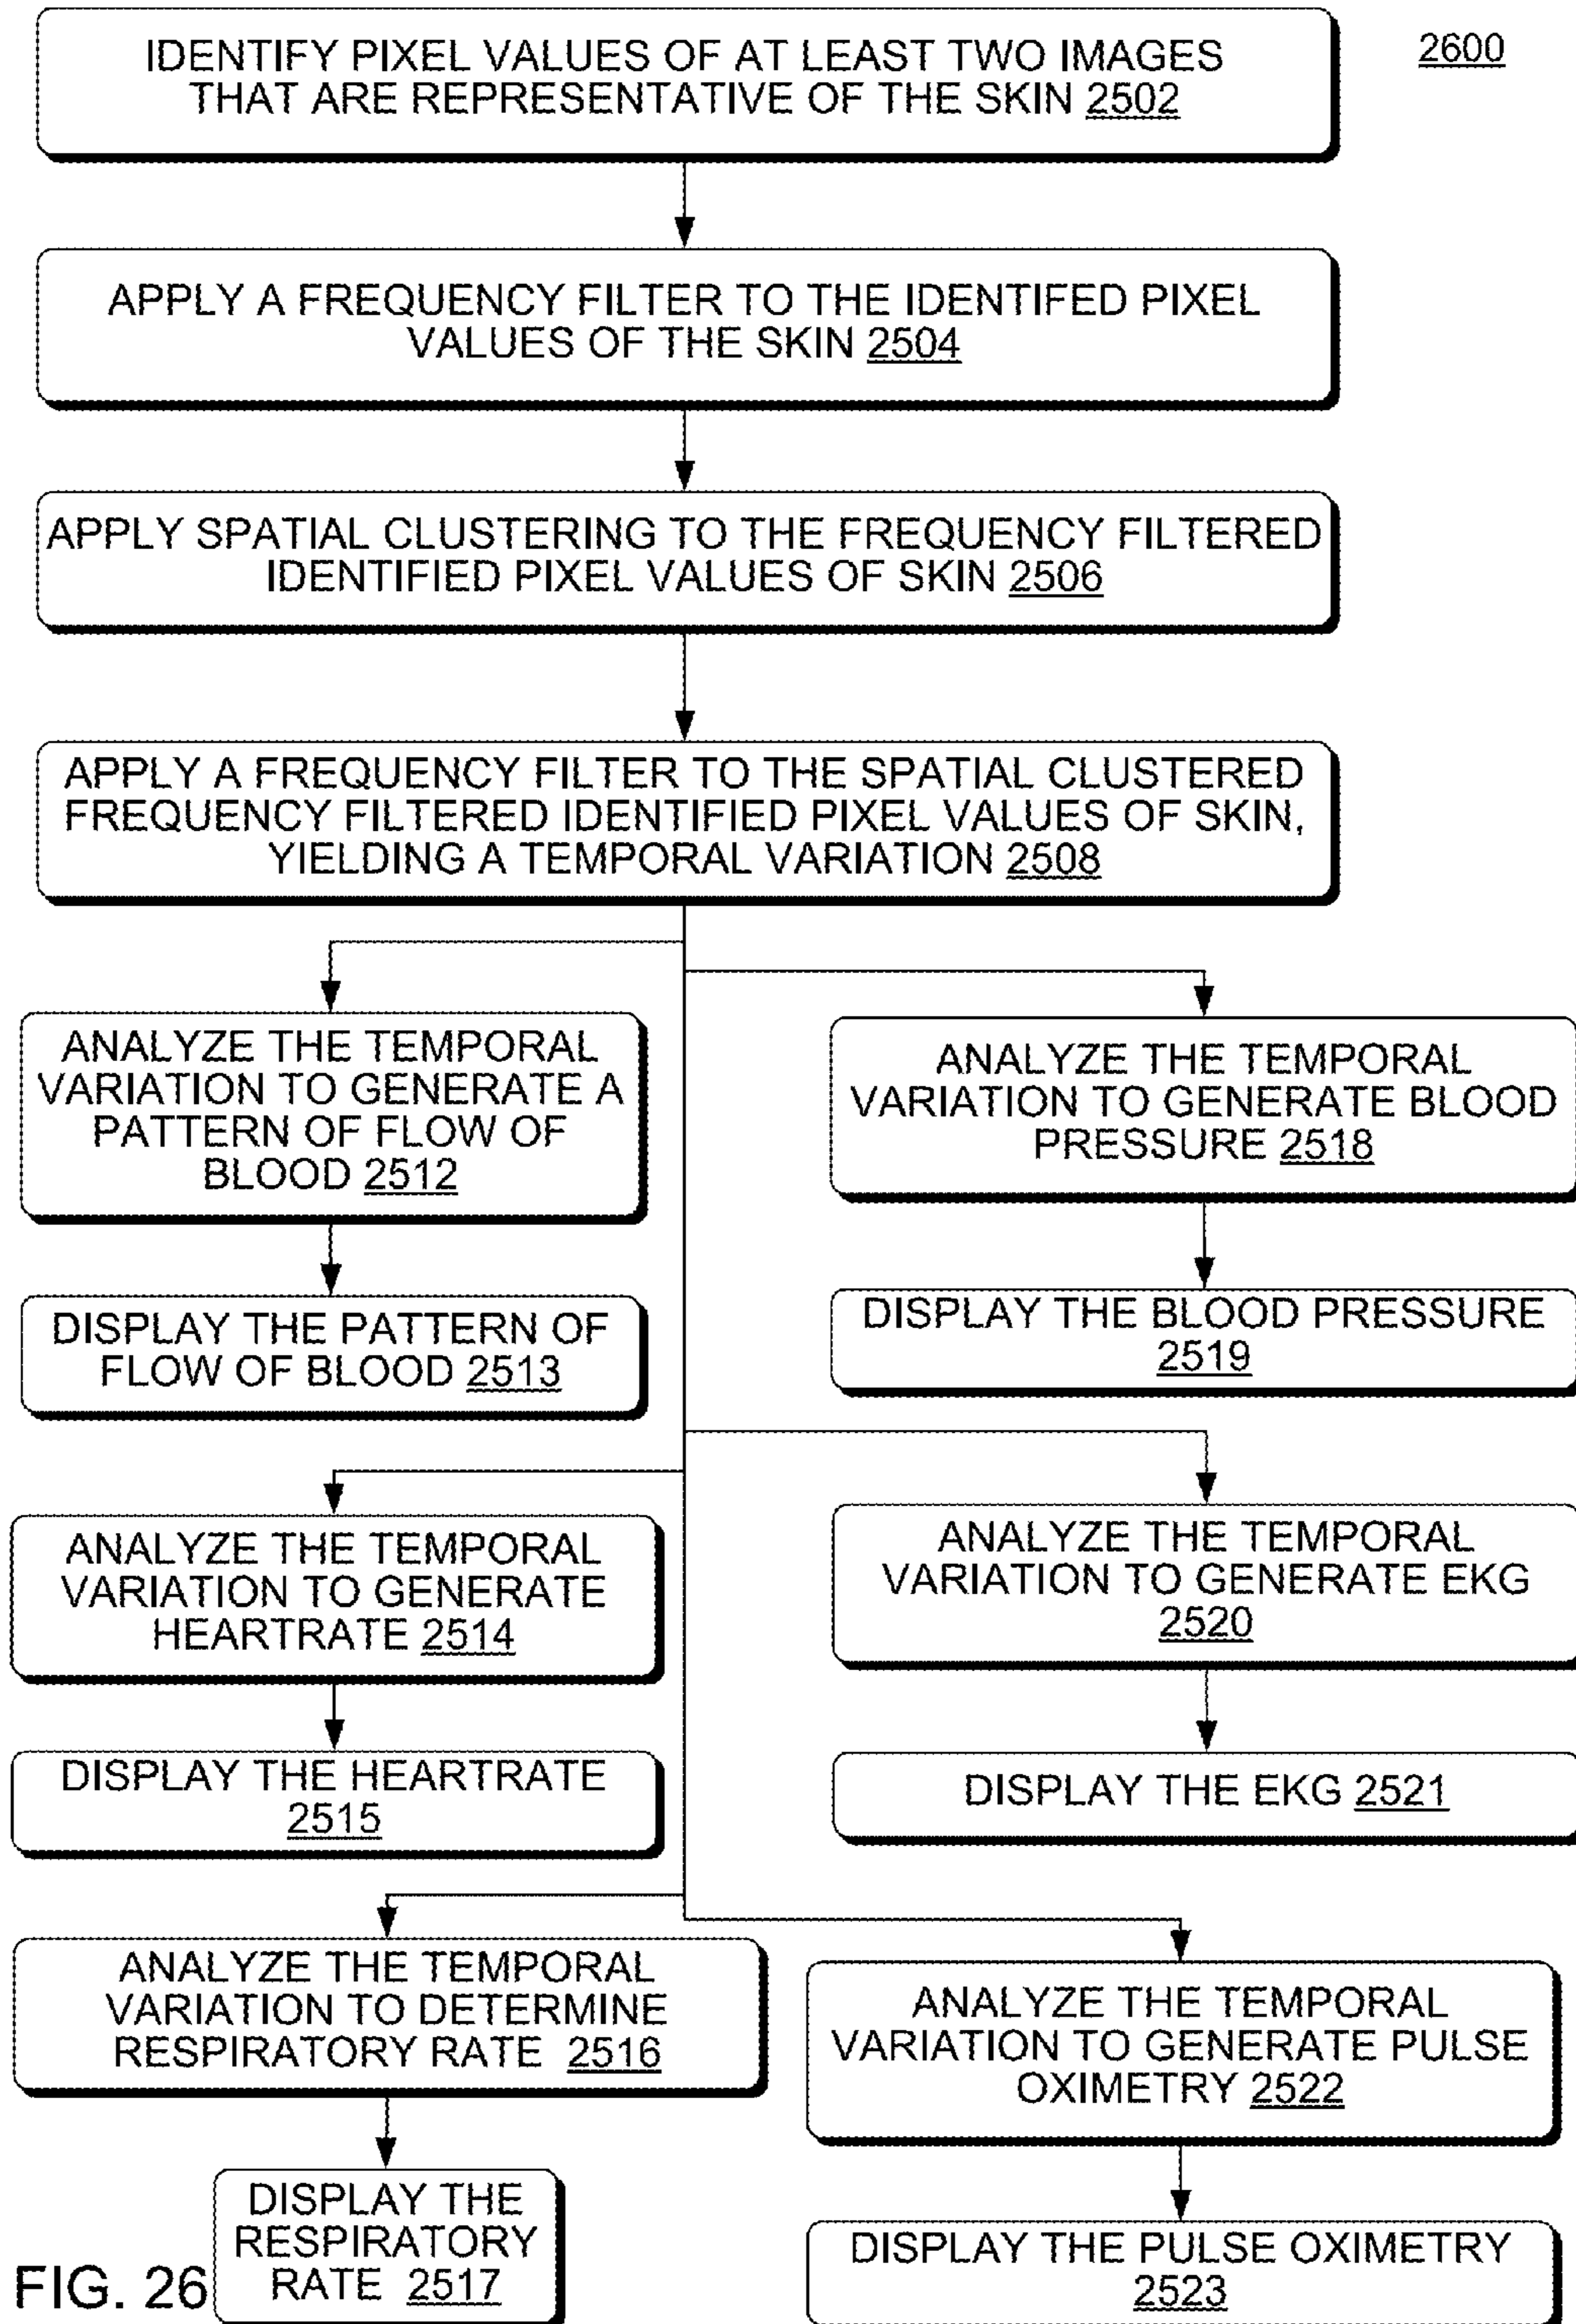 2600
IDENTIFY PIXEL VALUES OF AT LEAST TWO IMAGES
THAT ARE REPRESENTATIVE OF THE SKIN 2502
APPLY A FREQUENCY FILTER TO THE IDENTIFED PIXEL
VALUES OF THE SKIN 2504
APPLY SPATIAL CLUSTERING TO THE FREQUENCY FILTERED
IDENTIFIED PIXEL VALUES OF SKIN 2506
APPLY A FREQUENCY FILTER TO THE SPATIAL CLUSTERED
FREQUENCY FILTERED IDENTIFIED PIXEL VALUES OF SKIN,
YIELDING A TEMPORAL VARIATION 2508
ANALYZE THE TEMPORAL
VARIATION TO GENERATE A
PATTERN OF FLOW OF
BLOOD 2512
DISPLAY THE PATTERN OF
FLOW OF BLOOD 2513
ANALYZE THE TEMPORAL
VARIATION TO GENERATE BLOOD
PRESSURE 2518
DISPLAY THE BLOOD PRESSURE
2519
ANALYZE THE TEMPORAL
VARIATION TO GENERATE
HEARTRATE 2514
DISPLAY THE HEARTRATE
2515
ANALYZE THE TEMPORAL
VARIATION TO GENERATE EKG
2520
DISPLAY THE EKG 2521
ANALYZE THE TEMPORAL
VARIATION TO DETERMINE
RESPIRATORY RATE 2516
DISPLAY THE
RESPIRATORY
RATE 2517
ANALYZE THE TEMPORAL
VARIATION TO GENERATE PULSE
OXIMETRY 2522
DISPLAY THE PULSE OXIMETRY
2523
FIG. 26